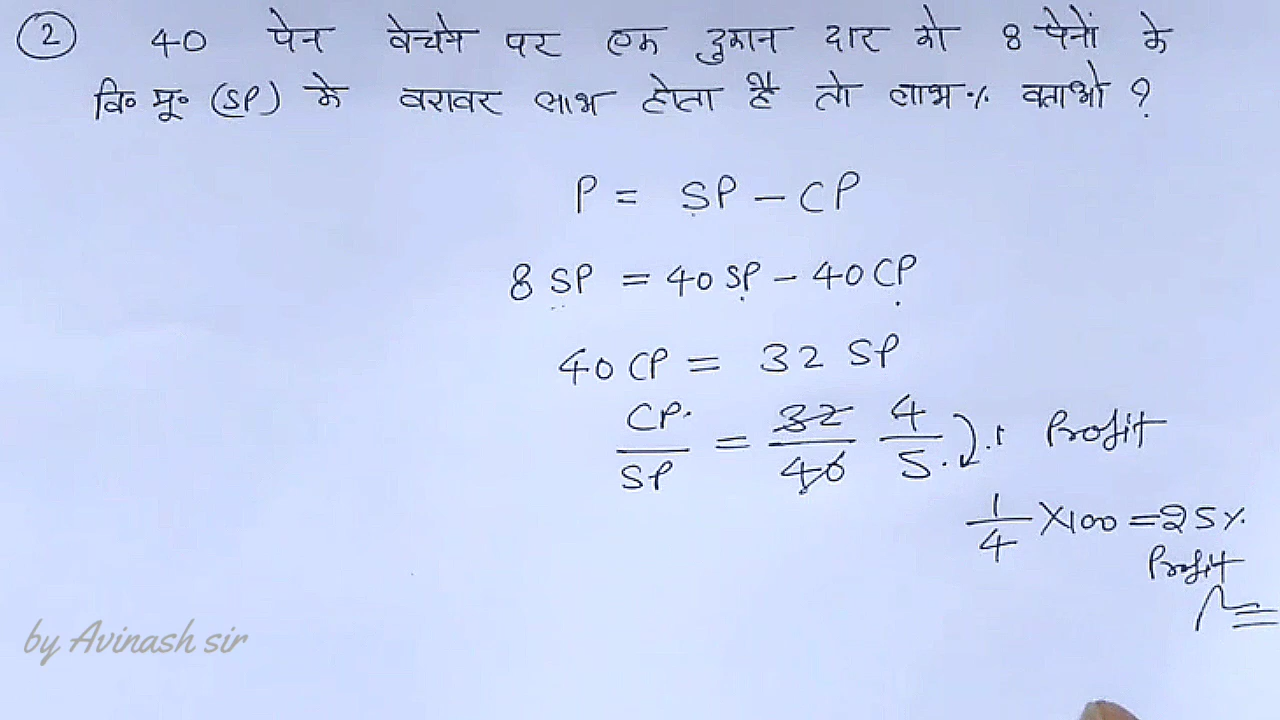 2 40 पेन बेचने पर एक दुकान दार को 8 पेनों के
वि॰ मू॰ (SP) के बराबर लाभ होता है तो लाभ% बताओ ?
P = SP - CP
8 SP = 40 SP - 40 CP
40 CP = 32 SP
CP/SP = 32/40 4/5 1 Profit
1/4 × 100 = 25%
Profit
by Avinash sir